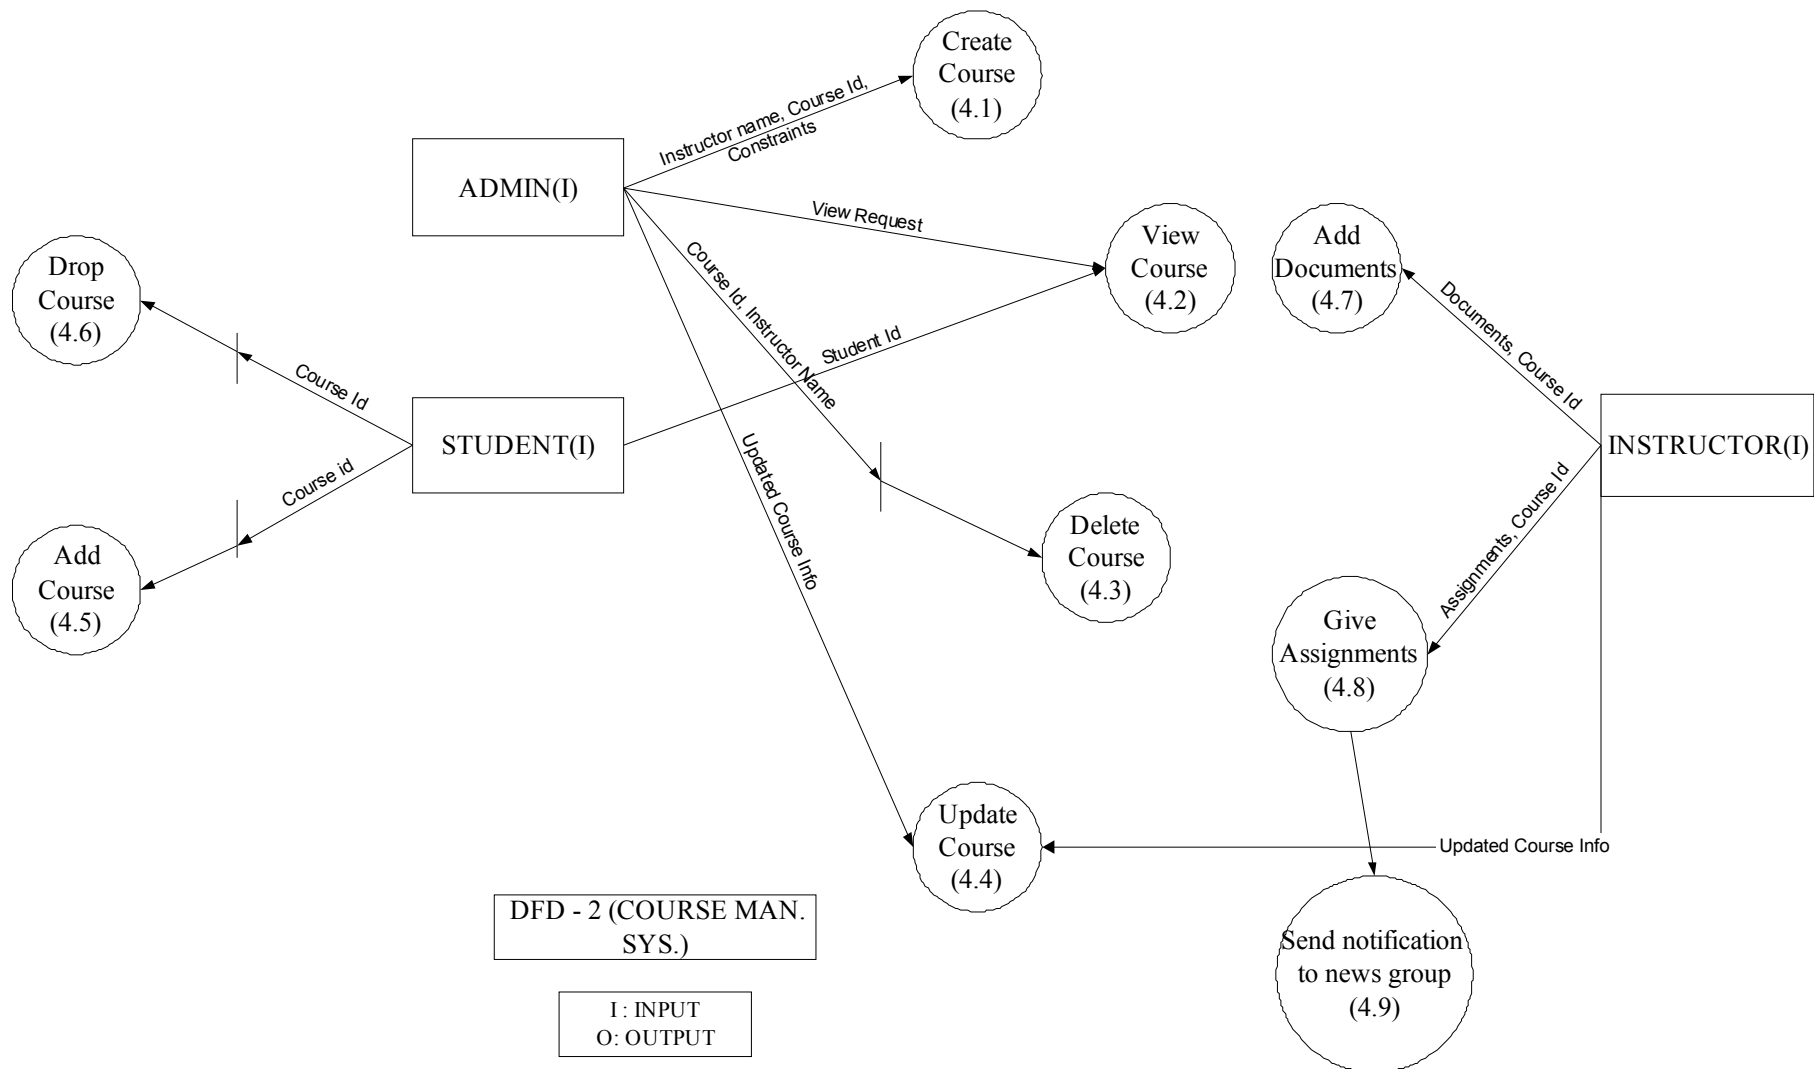 Create
Course
(4.1)
Instructor name, Course Id,
Constraints
ADMIN(I)
View Request
View
Course
(4.2)
Add
Documents
(4.7)
Drop
Course
(4.6)
Course Id, Instructor Name
Student Id
Documents, Course Id
Course Id
STUDENT(I)
INSTRUCTOR(I)
Course id
Updated Course Info
Assignments, Course Id
Add
Course
(4.5)
Delete
Course
(4.3)
Give
Assignments
(4.8)
Update
Course
(4.4)
Updated Course Info
DFD - 2 (COURSE MAN.
SYS.)
Send notification
to news group
(4.9)
I : INPUT
O: OUTPUT